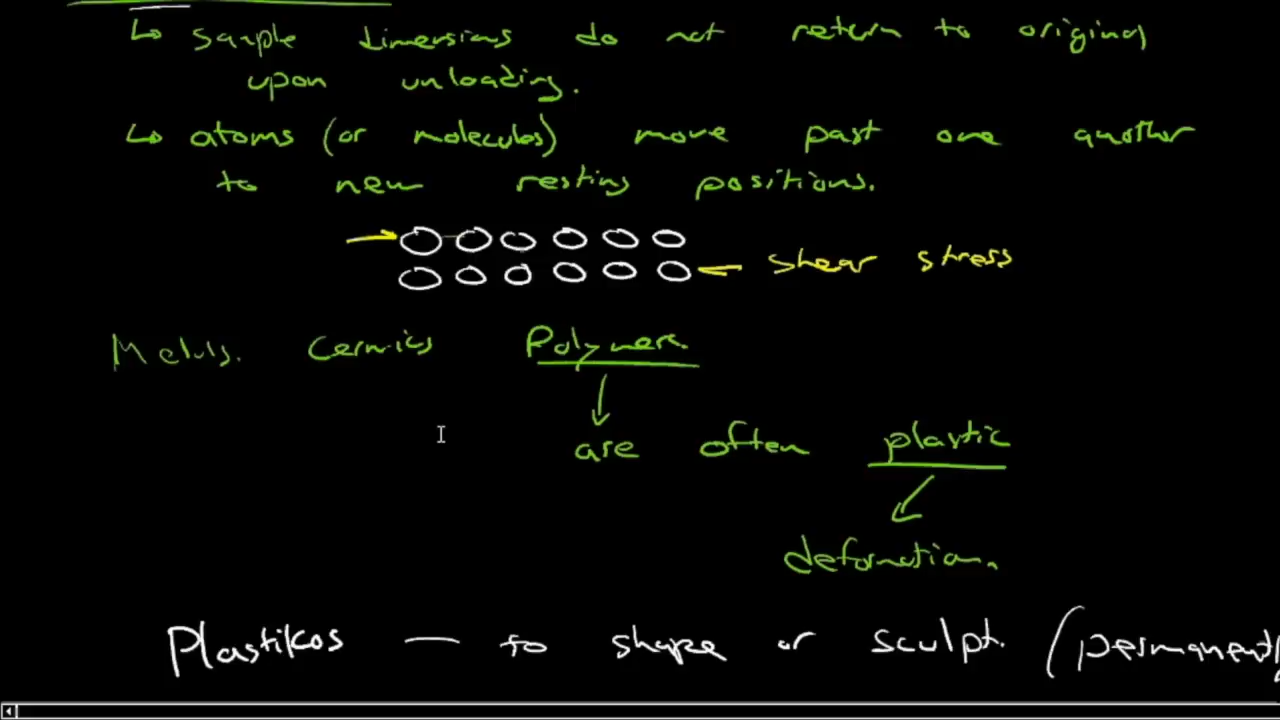 ↳ sample dimensions do not return to original
upon unloading.
↳ atoms (or molecules) move past one another
to new resting positions.
shear stress
Metals. Cermics Polymers
are often plastic
deformation.
Plastikos — to shape or sculpt. (permanently